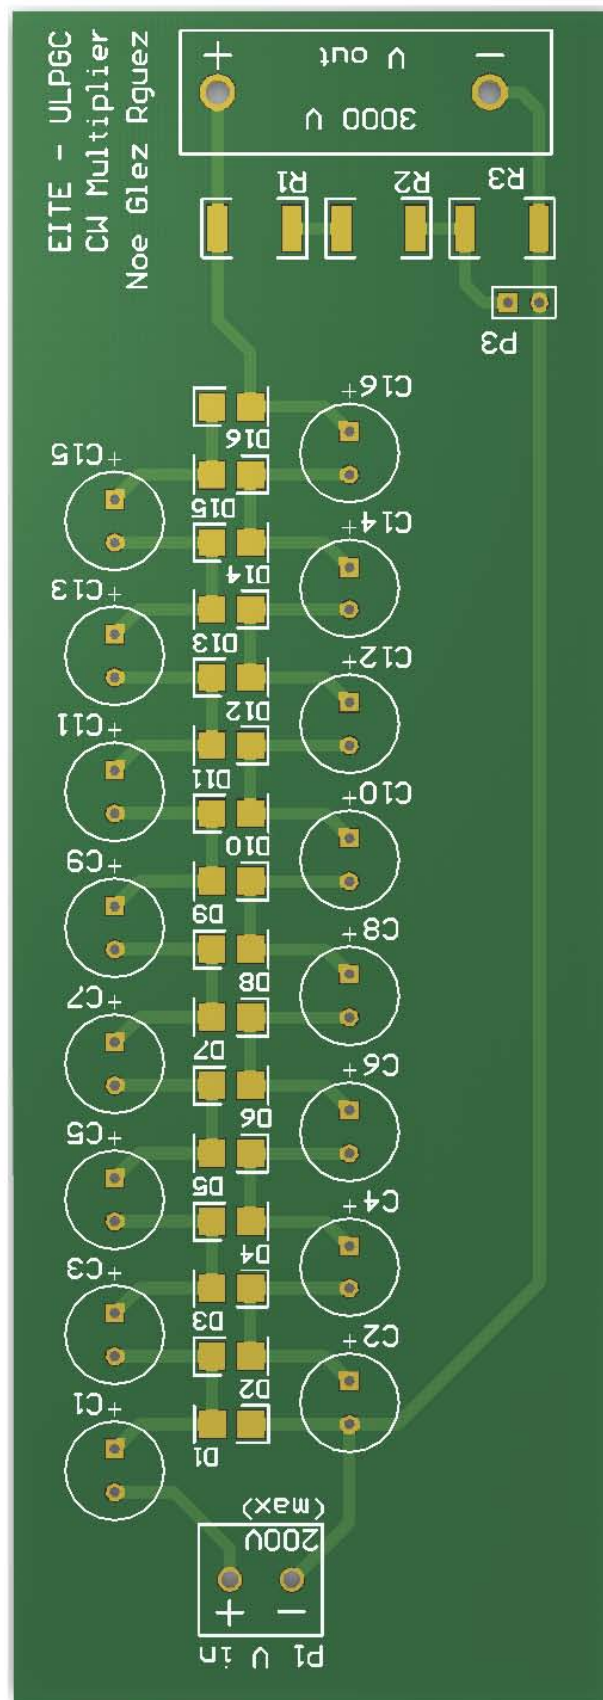 EITE - ULPGC
CW Multiplier
Noe Glez Rguez
+ V out -
3000 V
R1 R2 R3
P3
C16
D16
C15
D15
C14
D14
C13
D13
C12
D12
C11
D11
C10
D10
C9
D9
C8
D8
C7
D7
C6
D6
C5
D5
C4
D4
C3
D3
C2
D2
C1
D1
200V
(max)
+ -
P1 V in